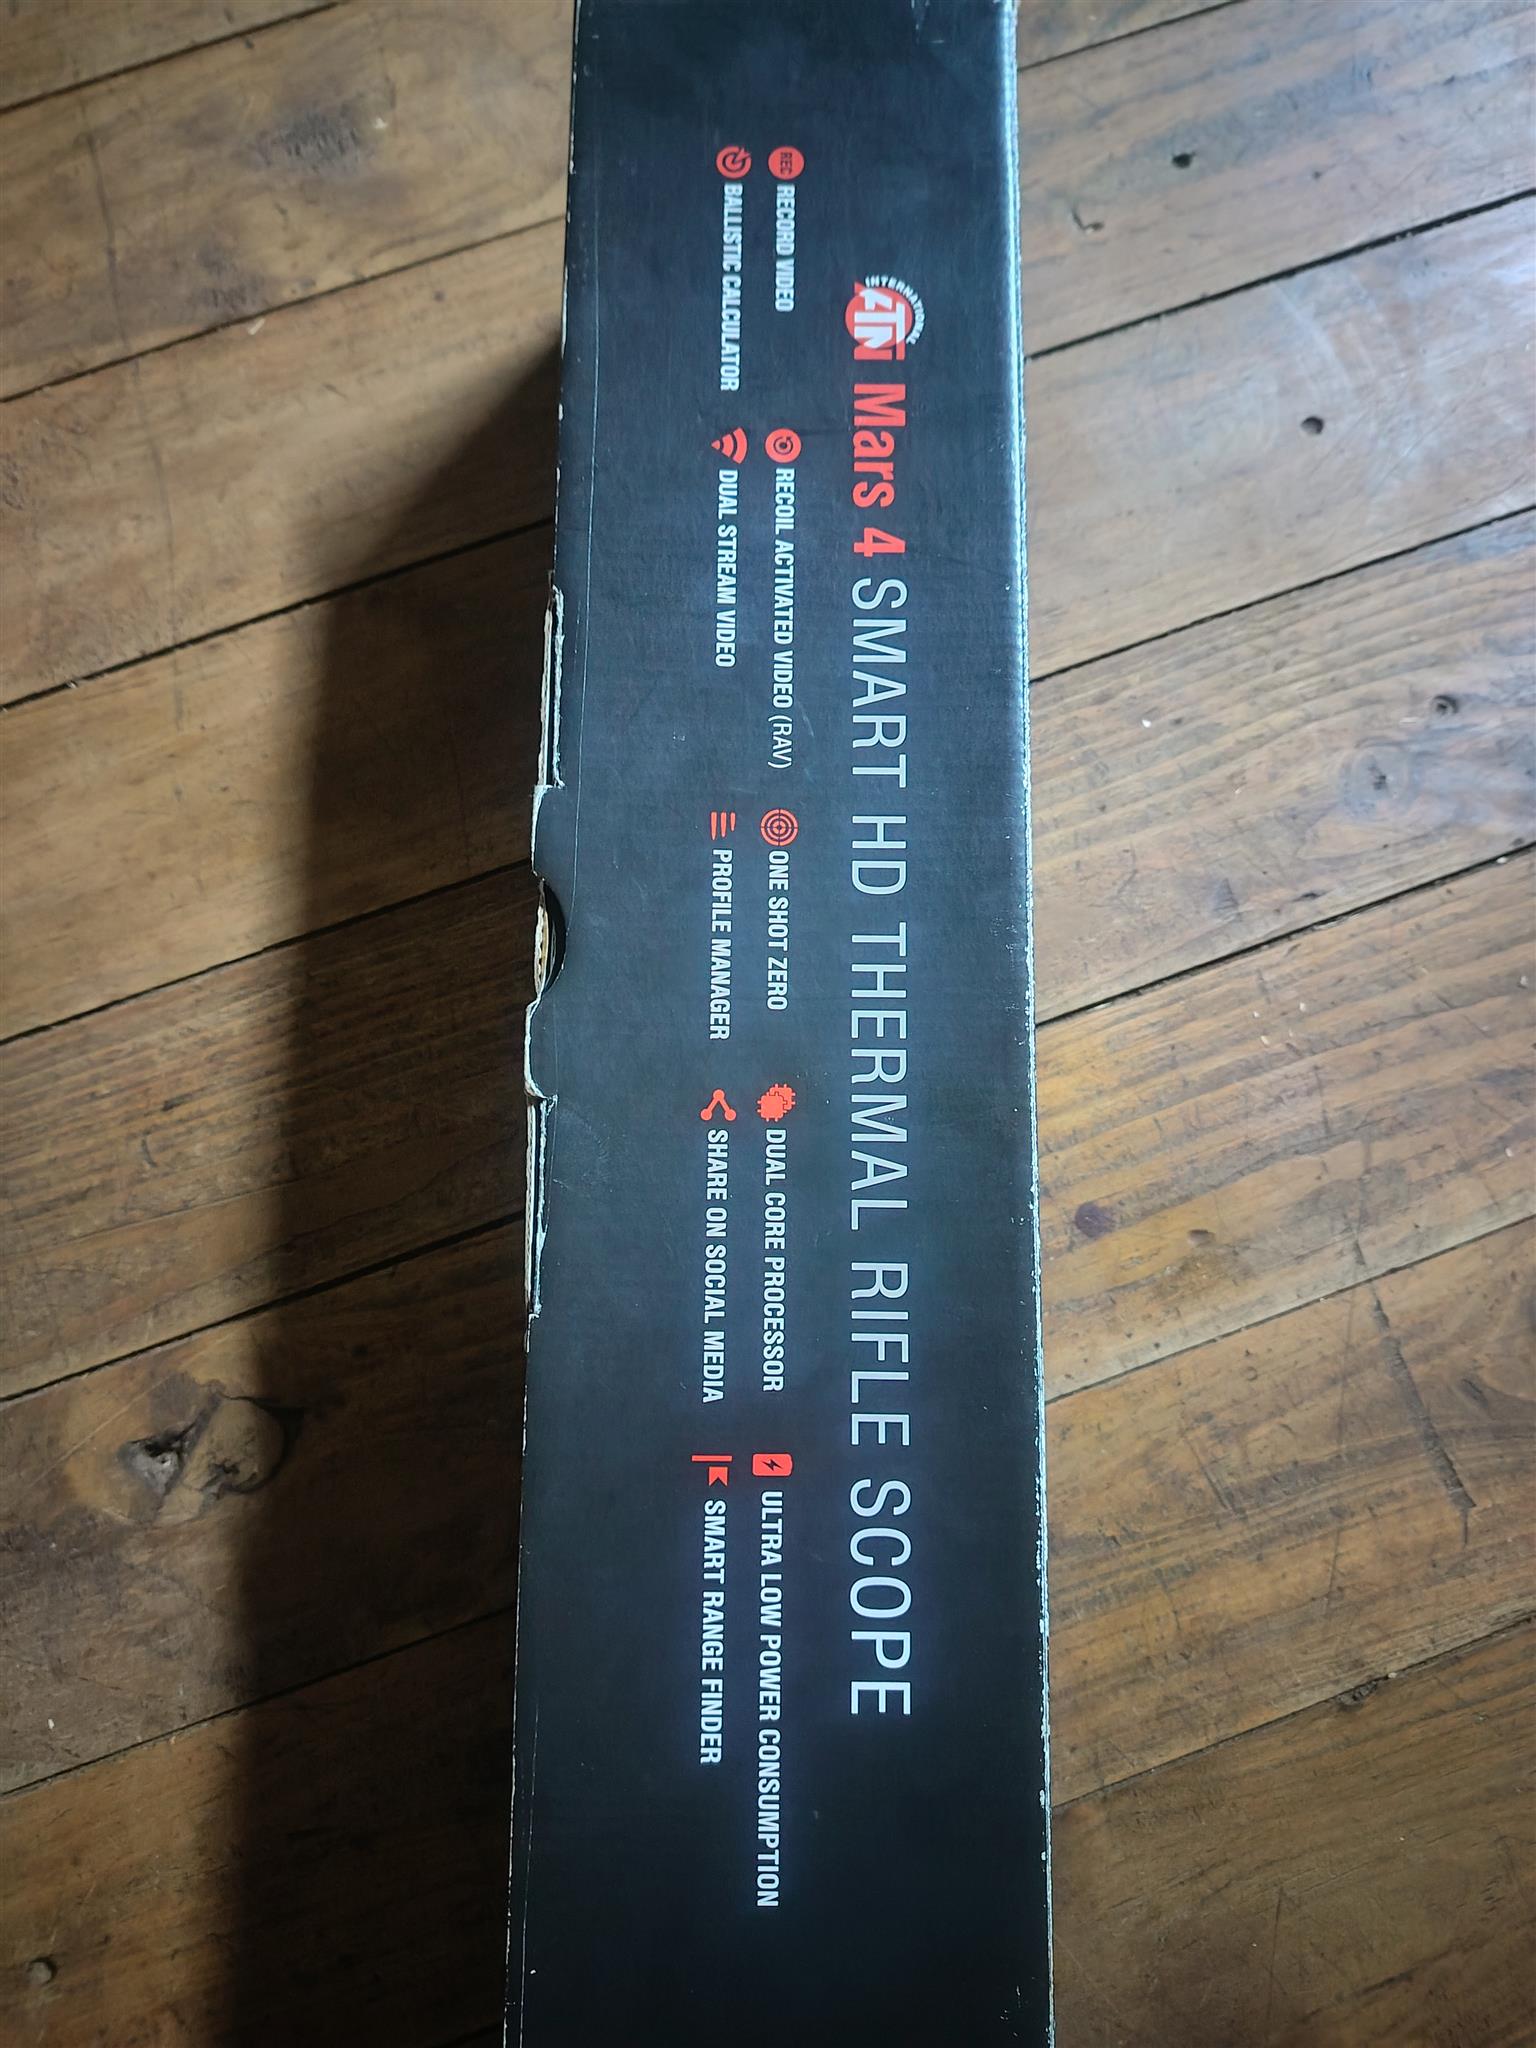 INTERNATIONAL
ATN Mars 4 SMART HD THERMAL RIFLE SCOPE
REC RECORD VIDEO RECOIL ACTIVATED VIDEO (RAV) ONE SHOT ZERO DUAL CORE PROCESSOR ULTRA LOW POWER CONSUMPTION
BALLISTIC CALCULATOR DUAL STREAM VIDEO PROFILE MANAGER SHARE ON SOCIAL MEDIA SMART RANGE FINDER